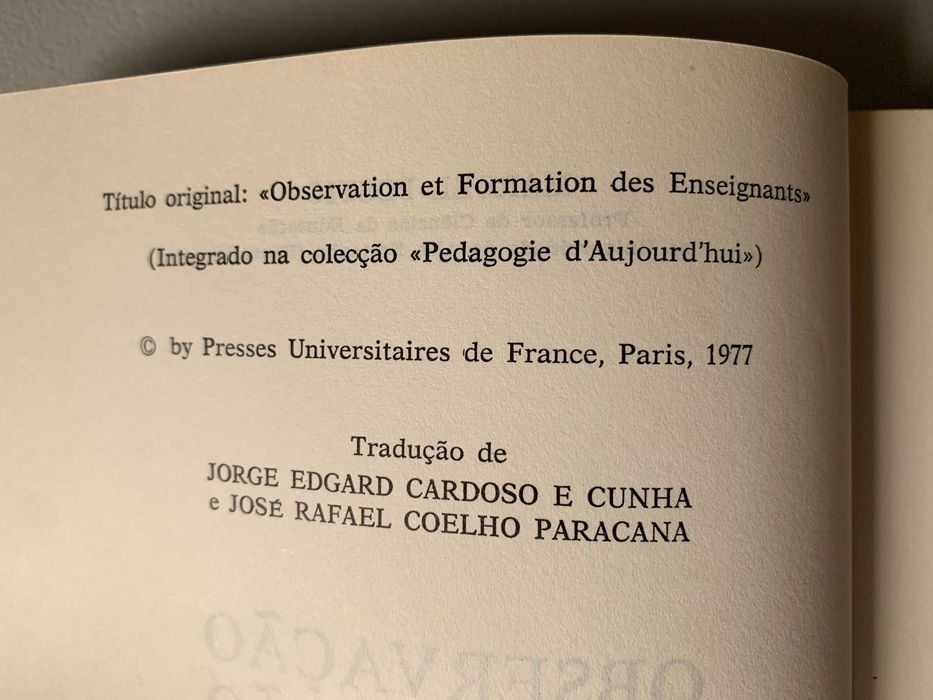 Título original: «Observation et Formation des Enseignants»
(Integrado na colecção «Pedagogie d'Aujourd'hui»)
© by Presses Universitaires de France, Paris, 1977
Tradução de
JORGE EDGARD CARDOSO E CUNHA
e JOSÉ RAFAEL COELHO PARACANA